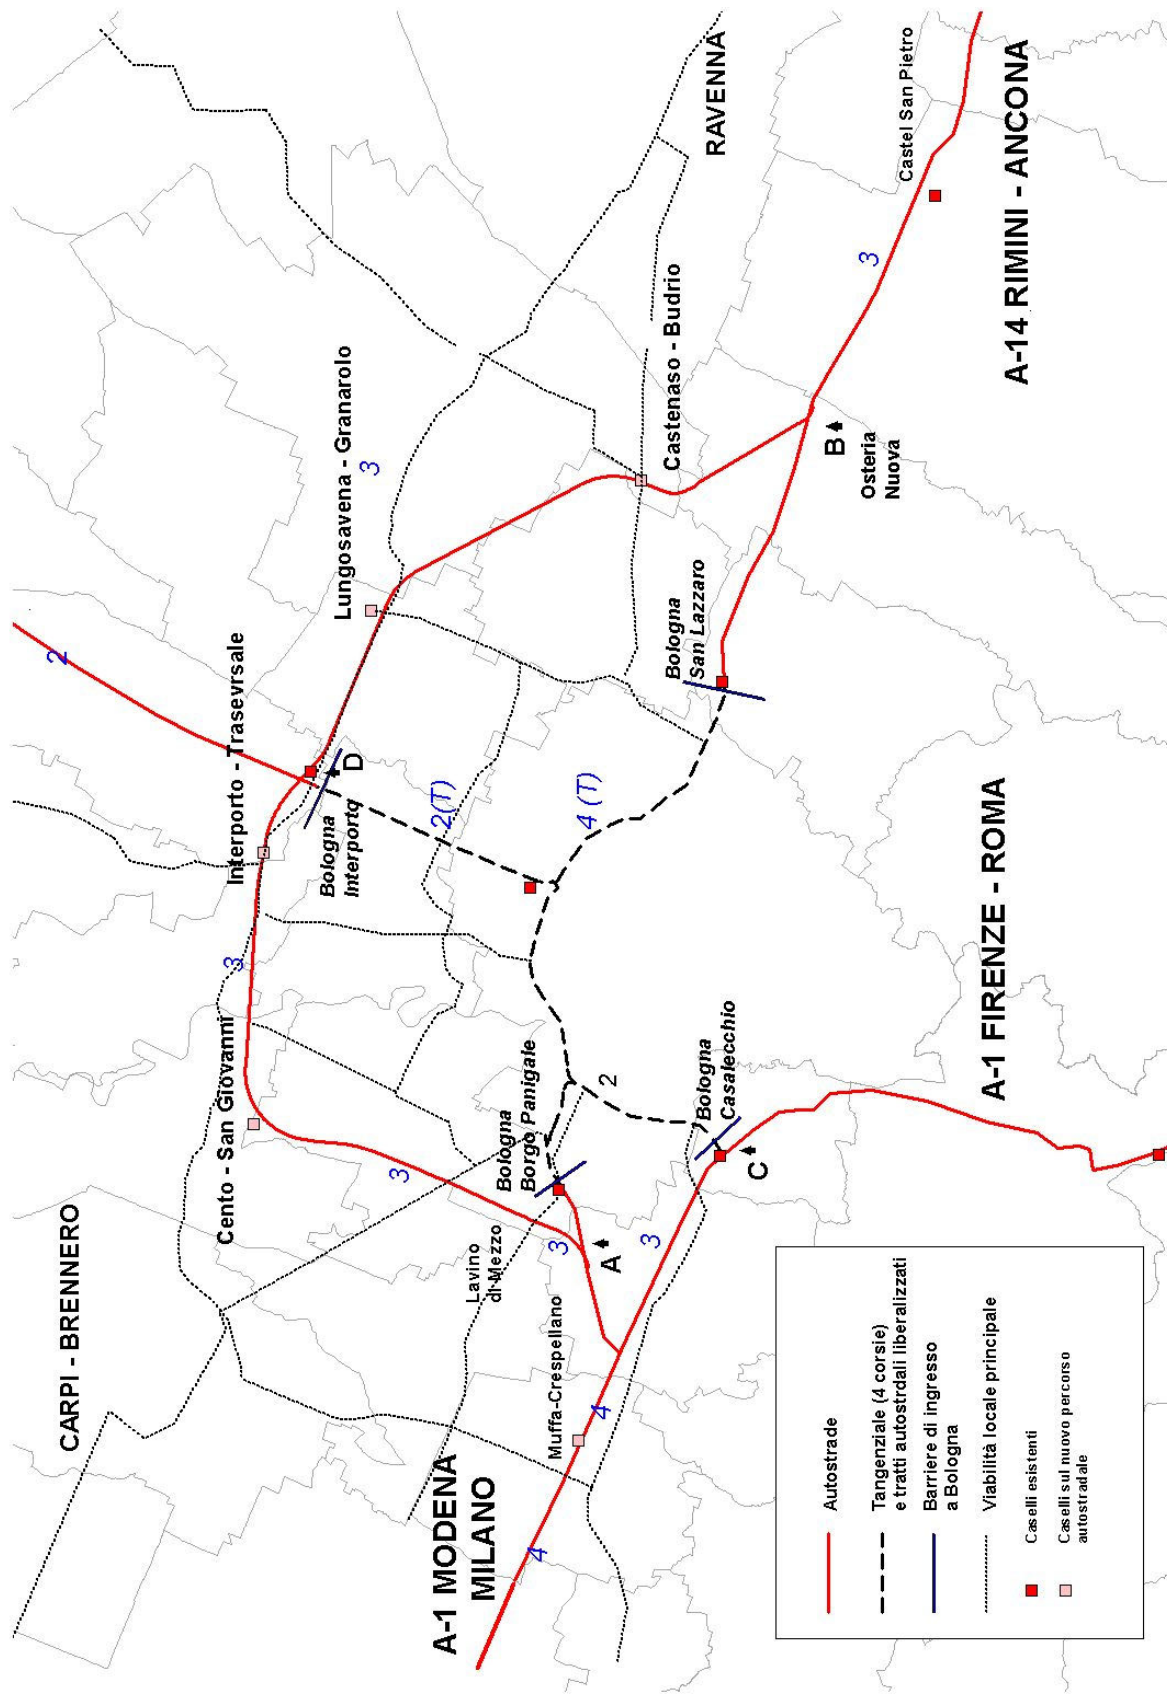 CARPI - BRENNERO
Cento - San Giovanni
3
Interporto - Trasevrsale
2
Lungosavena - Granarolo
3
RAVENNA
3
Bologna
Interporto
D
2(T)
4 (T)
Castenaso - Budrio
Castel San Pietro
A-1 MODENA
MILANO
4
Muffa-Crespellano
4
Lavino
di Mezzo
3
A
Bologna
Borgo Panigale
2
3
Bologna
Casalecchio
C
Bologna
San Lazzaro
B
Osteria
Nuova
3
A-14 RIMINI - ANCONA
A-1 FIRENZE - ROMA
Autostrade
Tangenziale (4 corsie)
e tratti autostrdali liberalizzati
Barriere di ingresso
a Bologna
Viabilità locale principale
Caselli esistenti
Caselli sul nuovo percorso
autostradale